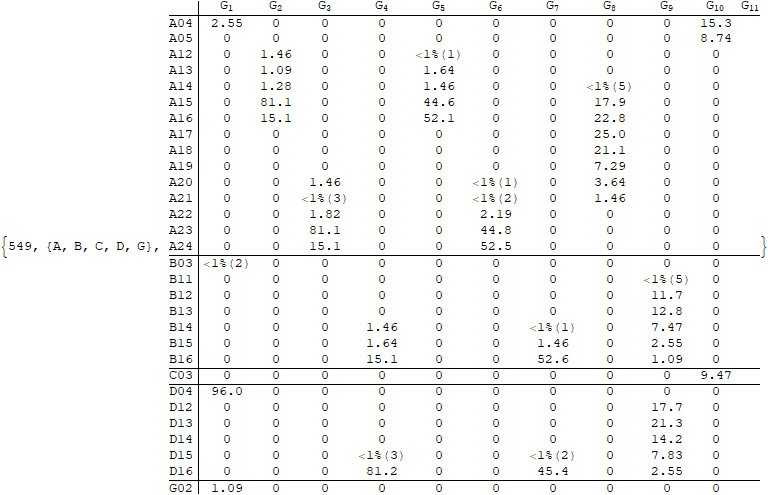 G1 G2 G3 G4 G5 G6 G7 G8 G9 G10 G11
A04 2.55 0 0 0 0 0 0 0 0 15.3
A05 0 0 0 0 0 0 0 0 0 8.74
A12 0 1.46 0 0 <1%(1) 0 0 0 0 0
A13 0 1.09 0 0 1.64 0 0 0 0 0
A14 0 1.28 0 0 1.46 0 0 <1%(5) 0 0
A15 0 81.1 0 0 44.6 0 0 17.9 0 0
A16 0 15.1 0 0 52.1 0 0 22.8 0 0
A17 0 0 0 0 0 0 0 25.0 0 0
A18 0 0 0 0 0 0 0 21.1 0 0
A19 0 0 0 0 0 0 0 7.29 0 0
A20 0 0 1.46 0 0 <1%(1) 0 3.64 0 0
A21 0 0 <1%(3) 0 0 <1%(2) 0 1.46 0 0
A22 0 0 1.82 0 0 2.19 0 0 0 0
A23 0 0 81.1 0 0 44.8 0 0 0 0
{549, {A, B, C, D, G}, A24 0 0 15.1 0 0 52.5 0 0 0 0 }
B03 <1%(2) 0 0 0 0 0 0 0 0 0
B11 0 0 0 0 0 0 0 0 <1%(5) 0
B12 0 0 0 0 0 0 0 0 11.7 0
B13 0 0 0 0 0 0 0 0 12.8 0
B14 0 0 0 1.46 0 0 <1%(1) 0 7.47 0
B15 0 0 0 1.64 0 0 1.46 0 2.55 0
B16 0 0 0 15.1 0 0 52.6 0 1.09 0
C03 0 0 0 0 0 0 0 0 0 9.47
D04 96.0 0 0 0 0 0 0 0 0 0
D12 0 0 0 0 0 0 0 0 17.7 0
D13 0 0 0 0 0 0 0 0 21.3 0
D14 0 0 0 0 0 0 0 0 14.2 0
D15 0 0 0 <1%(3) 0 0 <1%(2) 0 7.83 0
D16 0 0 0 81.2 0 0 45.4 0 2.55 0
G02 1.09 0 0 0 0 0 0 0 0 0